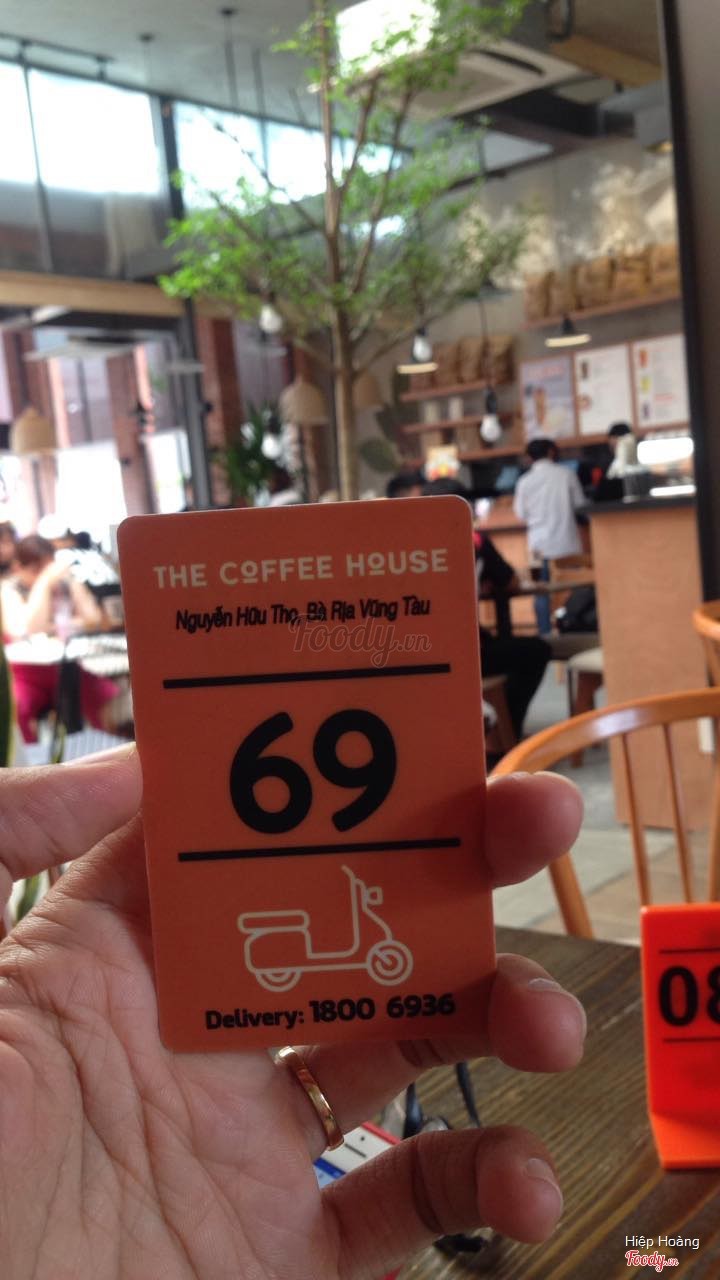 THE COFFEE HOUSE
Nguyễn Hữu Thọ, Bà Rịa Vũng Tàu
Foody.vn
69
Delivery: 1800 6936
08
Hiệp Hoàng
Foody.vn